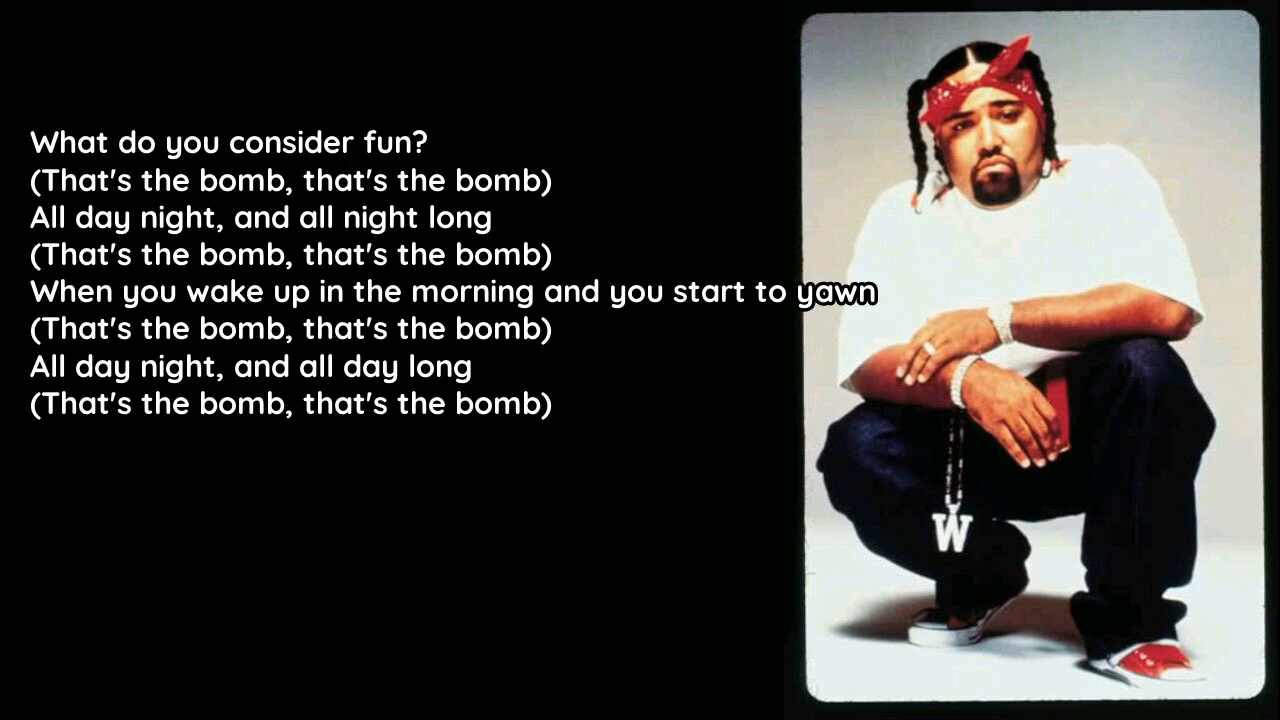 What do you consider fun?
(That's the bomb, that's the bomb)
All day night, and all night long
(That's the bomb, that's the bomb)
When you wake up in the morning and you start to yawn
(That's the bomb, that's the bomb)
All day night, and all day long
(That's the bomb, that's the bomb)
W